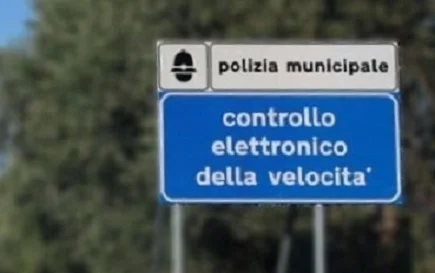 polizia municipale
controllo
elettronico
della velocita'